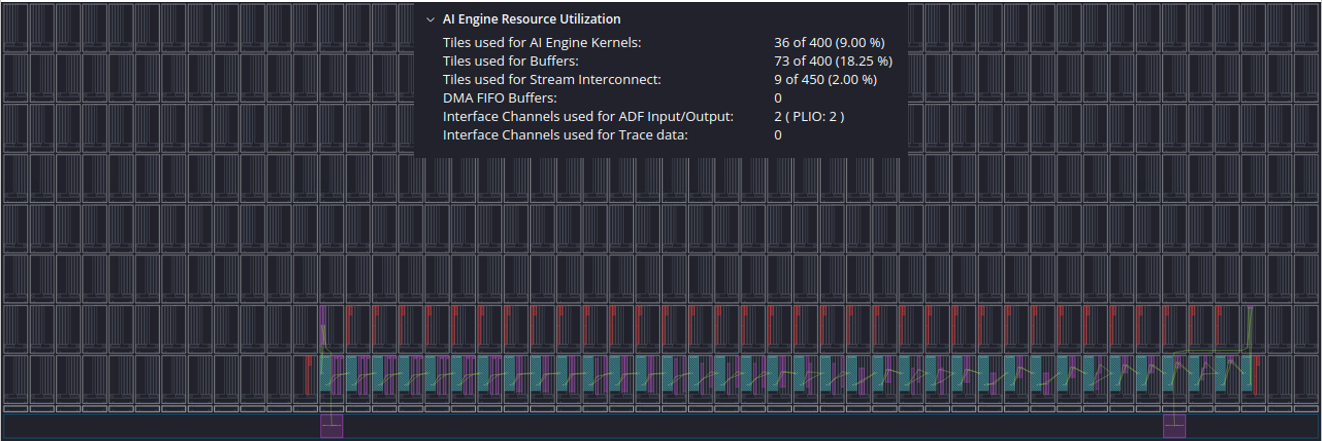 AI Engine Resource Utilization
Tiles used for AI Engine Kernels: 36 of 400 (9.00 %)
Tiles used for Buffers: 73 of 400 (18.25 %)
Tiles used for Stream Interconnect: 9 of 450 (2.00 %)
DMA FIFO Buffers: 0
Interface Channels used for ADF Input/Output: 2 ( PLIO: 2 )
Interface Channels used for Trace data: 0